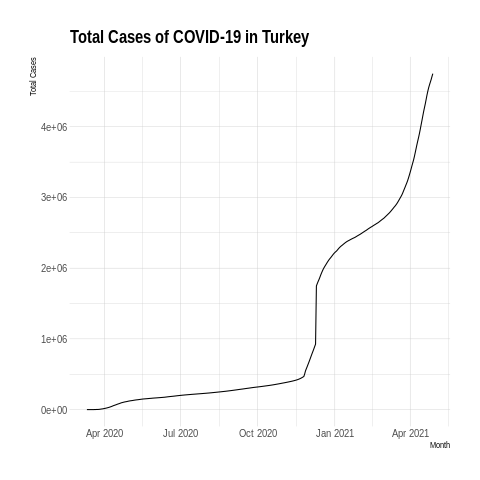 Total Cases of COVID-19 in Turkey
Total Cases
4e+06
3e+06
2e+06
1e+06
0e+00
Apr 2020 Jul 2020 Oct 2020 Jan 2021 Apr 2021
Month